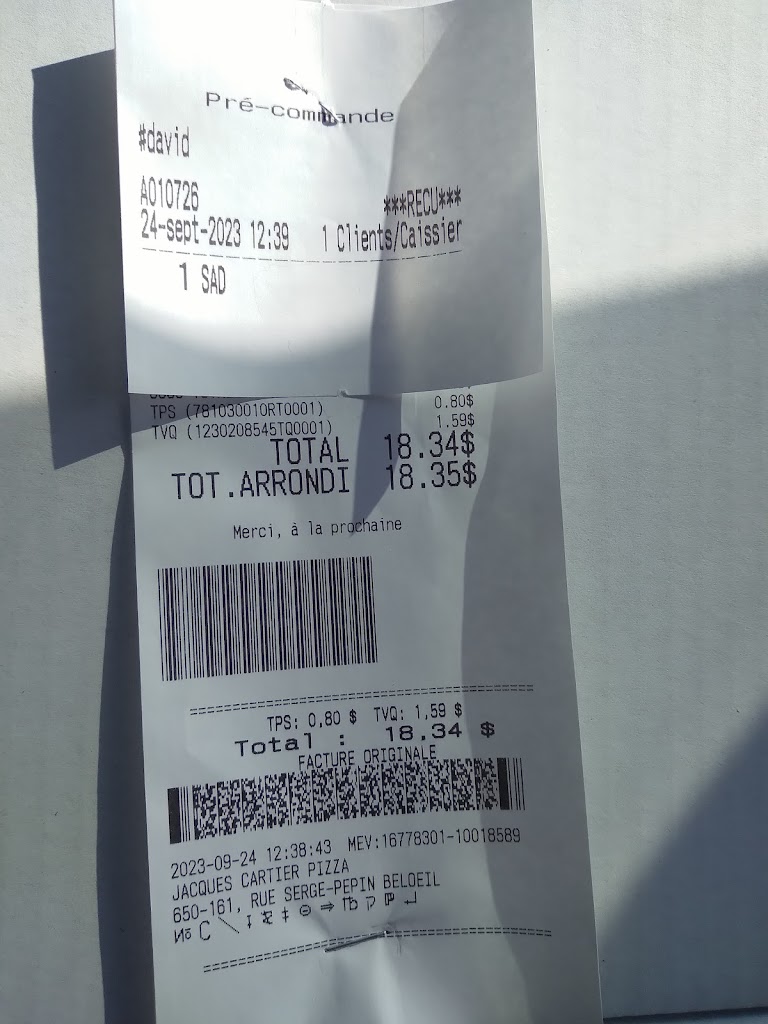 Pré-commande
#david
A010726 ***RECU***
24-sept-2023 12:39 1 Clients/Caissier
1 SAD
TPS (781030010RT0001) 0.80$
TVQ (1230208545TQ0001) 1.59$
TOTAL 18.34$
TOT.ARRONDI 18.35$
Merci, à la prochaine
TPS: 0,80 $ TVQ: 1,59 $
Total : 18.34 $
FACTURE ORIGINALE
2023-09-24 12:38:43 MEV:16778301-10018589
JACQUES CARTIER PIZZA
650-161, RUE SERGE-PEPIN BELOEIL